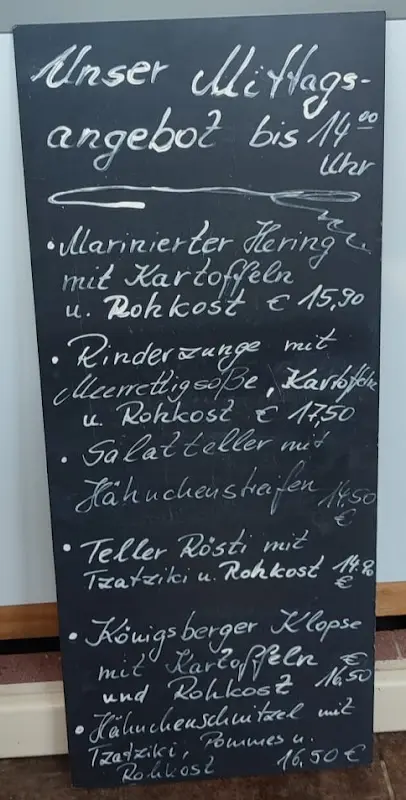 Unser Mittags-
angebot bis 14⁰⁰
Uhr
• Marinierter Hering
mit Kartoffeln
u. Rohkost € 15,90
• Rinderzunge mit
Meerrettigsoße, Kartoffeln
u. Rohkost € 17,50
• Salatteller mit
Hähnchenstreifen 14,50
€
• Teller Rösti mit
Tzatziki u. Rohkost 14,90
€
• Königsberger Klopse
mit Kartoffeln €
und Rohkost 16,50
• Hähnchenschnitzel mit
Tzatziki, Pommes u.
Rohkost 16,50 €